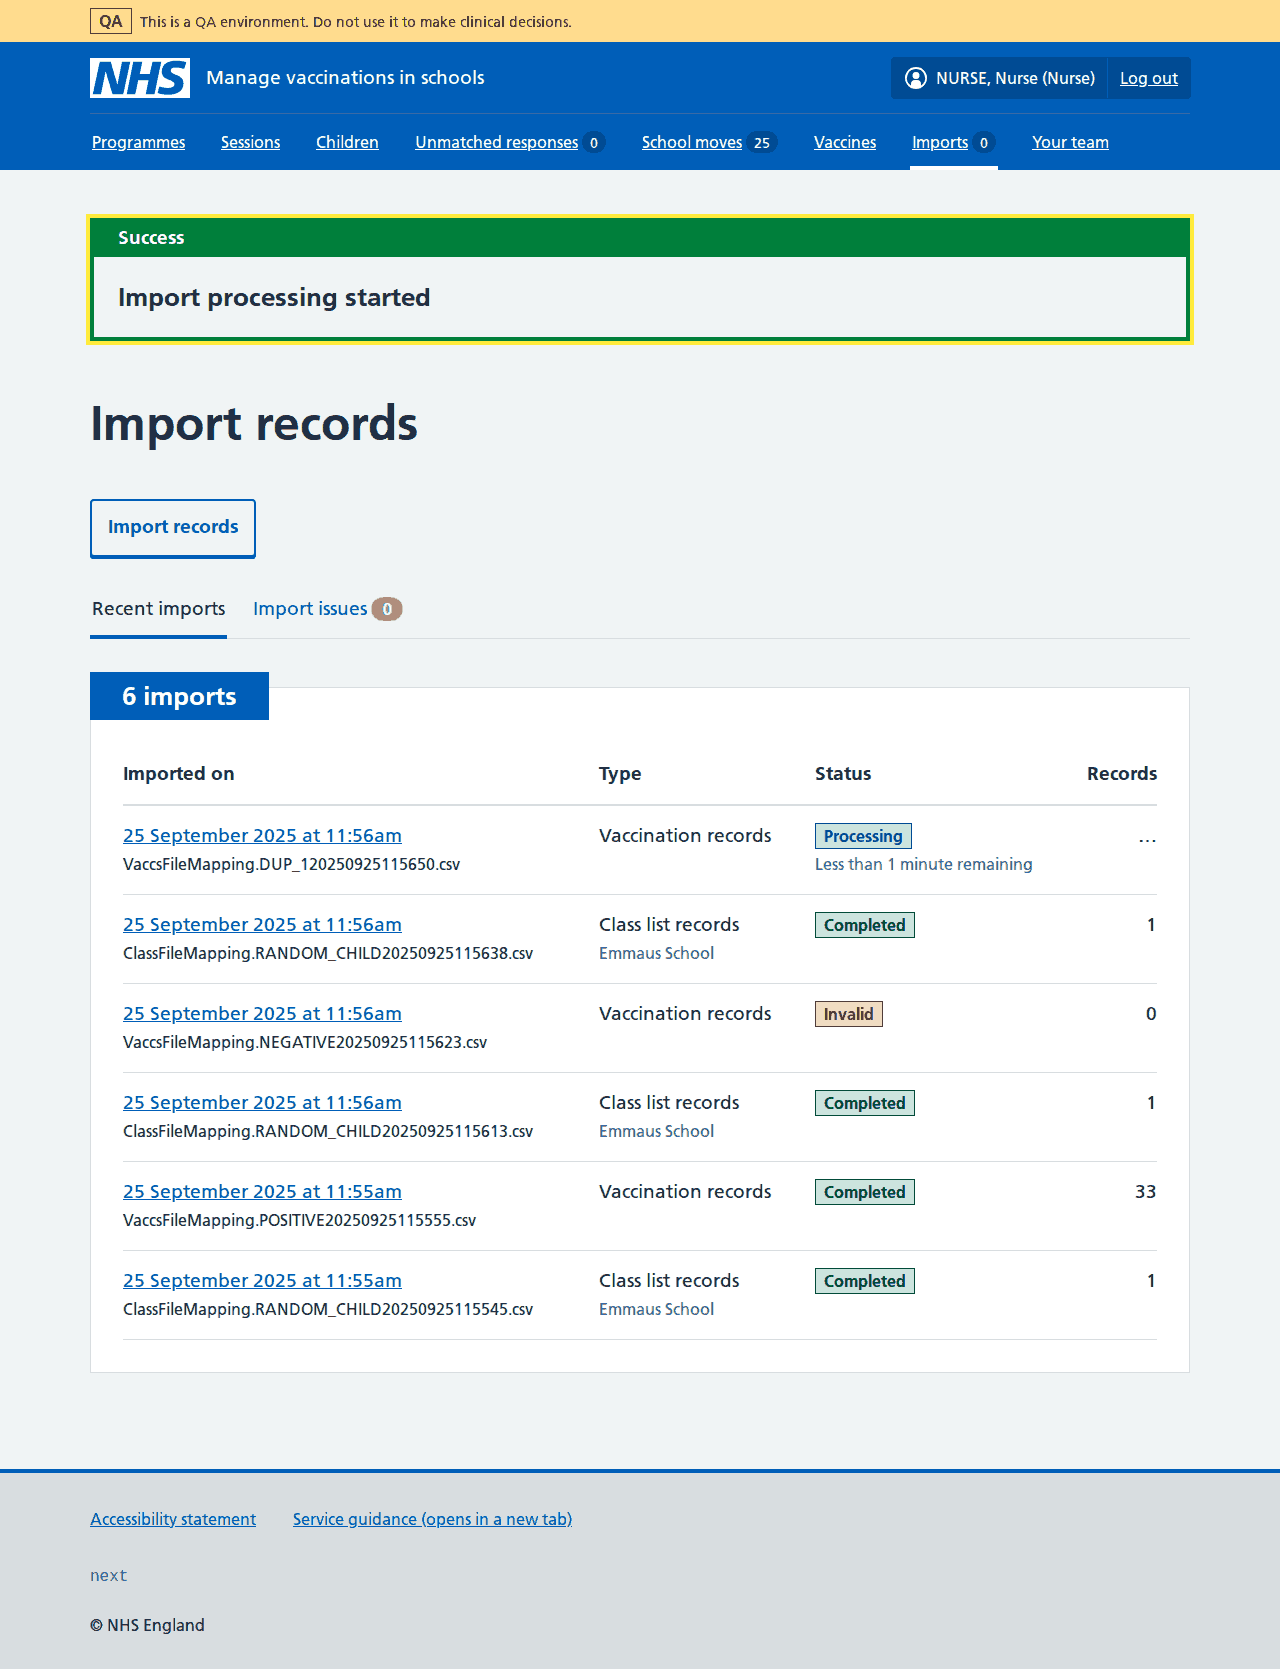 QA This is a QA environment. Do not use it to make clinical decisions.
NHS Manage vaccinations in schools NURSE, Nurse (Nurse) Log out
Programmes Sessions Children Unmatched responses 0 School moves 25 Vaccines Imports 0 Your team
Success
Import processing started
Import records
Import records
Recent imports Import issues 0
6 imports
Imported on Type Status Records
25 September 2025 at 11:56am Vaccination records Processing ...
VaccsFileMapping.DUP_120250925115650.csv Less than 1 minute remaining
25 September 2025 at 11:56am Class list records Completed 1
ClassFileMapping.RANDOM_CHILD20250925115638.csv Emmaus School
25 September 2025 at 11:56am Vaccination records Invalid 0
VaccsFileMapping.NEGATIVE20250925115623.csv
25 September 2025 at 11:56am Class list records Completed 1
ClassFileMapping.RANDOM_CHILD20250925115613.csv Emmaus School
25 September 2025 at 11:55am Vaccination records Completed 33
VaccsFileMapping.POSITIVE20250925115555.csv
25 September 2025 at 11:55am Class list records Completed 1
ClassFileMapping.RANDOM_CHILD20250925115545.csv Emmaus School
Accessibility statement Service guidance (opens in a new tab)
next
© NHS England